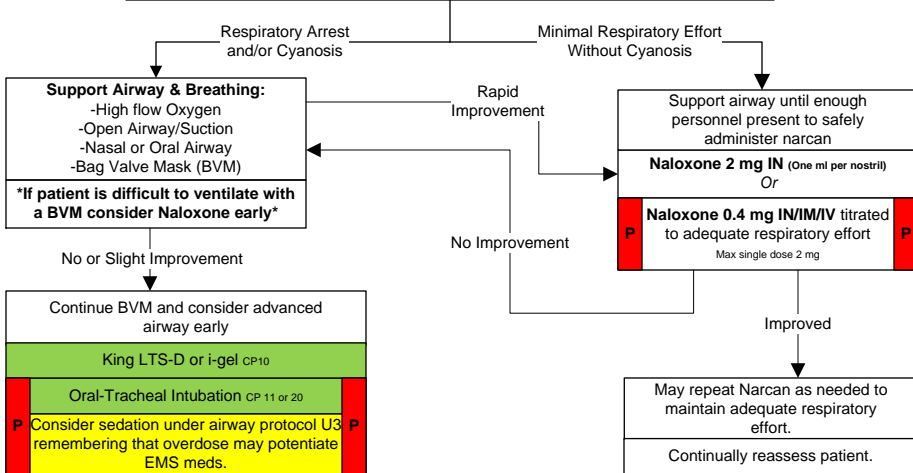 Respiratory Arrest
and/or Cyanosis
Minimal Respiratory Effort
Without Cyanosis
Support Airway & Breathing:
-High flow Oxygen
-Open Airway/Suction
-Nasal or Oral Airway
-Bag Valve Mask (BVM)
*If patient is difficult to ventilate with
a BVM consider Naloxone early*
Rapid
Improvement
Support airway until enough
personnel present to safely
administer narcan
Naloxone 2 mg IN (One ml per nostril)
Or
P
Naloxone 0.4 mg IN/IM/IV titrated
to adequate respiratory effort
Max single dose 2 mg
P
No Improvement
No or Slight Improvement
Improved
Continue BVM and consider advanced
airway early
King LTS-D or i-gel CP10
Oral-Tracheal Intubation CP 11 or 20
P
Consider sedation under airway protocol U3
remembering that overdose may potentiate
EMS meds.
P
May repeat Narcan as needed to
maintain adequate respiratory
effort.
Continually reassess patient.